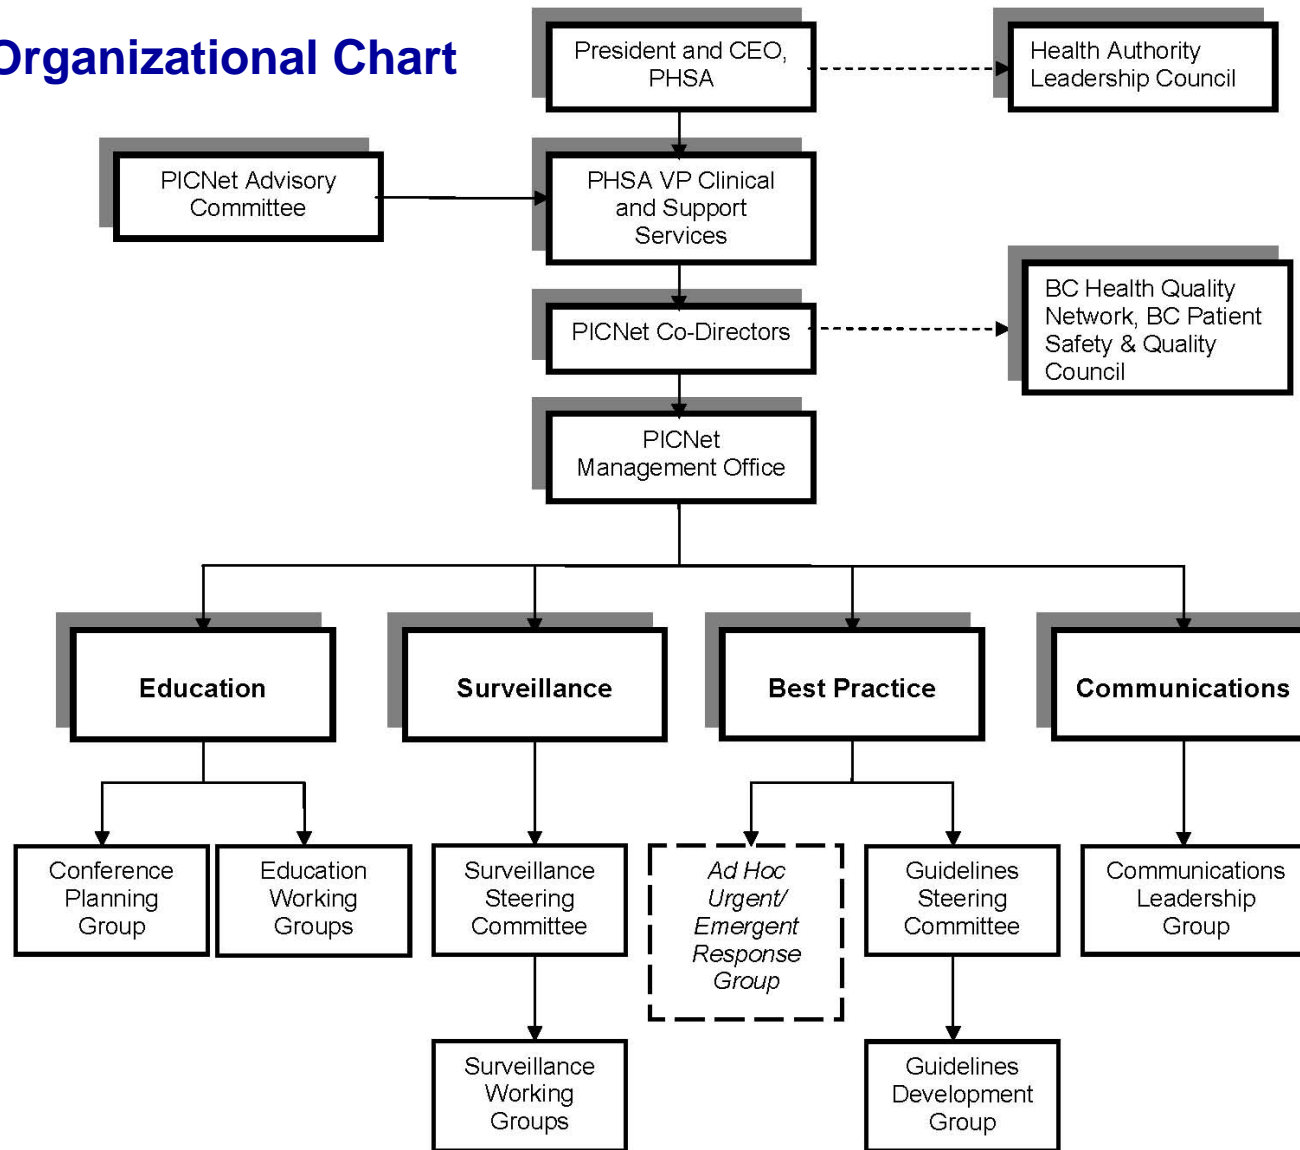 Organizational Chart
President and CEO,
PHSA
Health Authority
Leadership Council
PICNet Advisory
Committee
PHSA VP Clinical
and Support
Services
BC Health Quality
Network, BC Patient
Safety & Quality
Council
PICNet Co-Directors
PICNet
Management Office
Education
Surveillance
Best Practice
Communications
Conference
Planning
Group
Education
Working
Groups
Surveillance
Steering
Committee
Ad Hoc
Urgent/
Emergent
Response
Group
Guidelines
Steering
Committee
Communications
Leadership
Group
Surveillance
Working
Groups
Guidelines
Development
Group